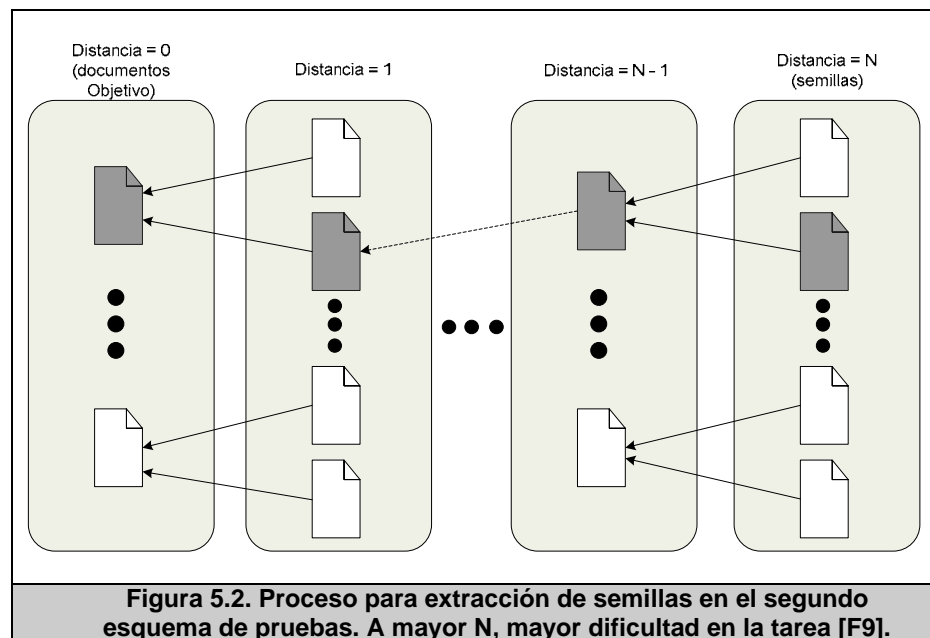 Distancia = 0
(documentos
Objetivo)
Distancia = 1
Distancia = N - 1
Distancia = N
(semillas)
Figura 5.2. Proceso para extracción de semillas en el segundo
esquema de pruebas. A mayor N, mayor dificultad en la tarea [F9].